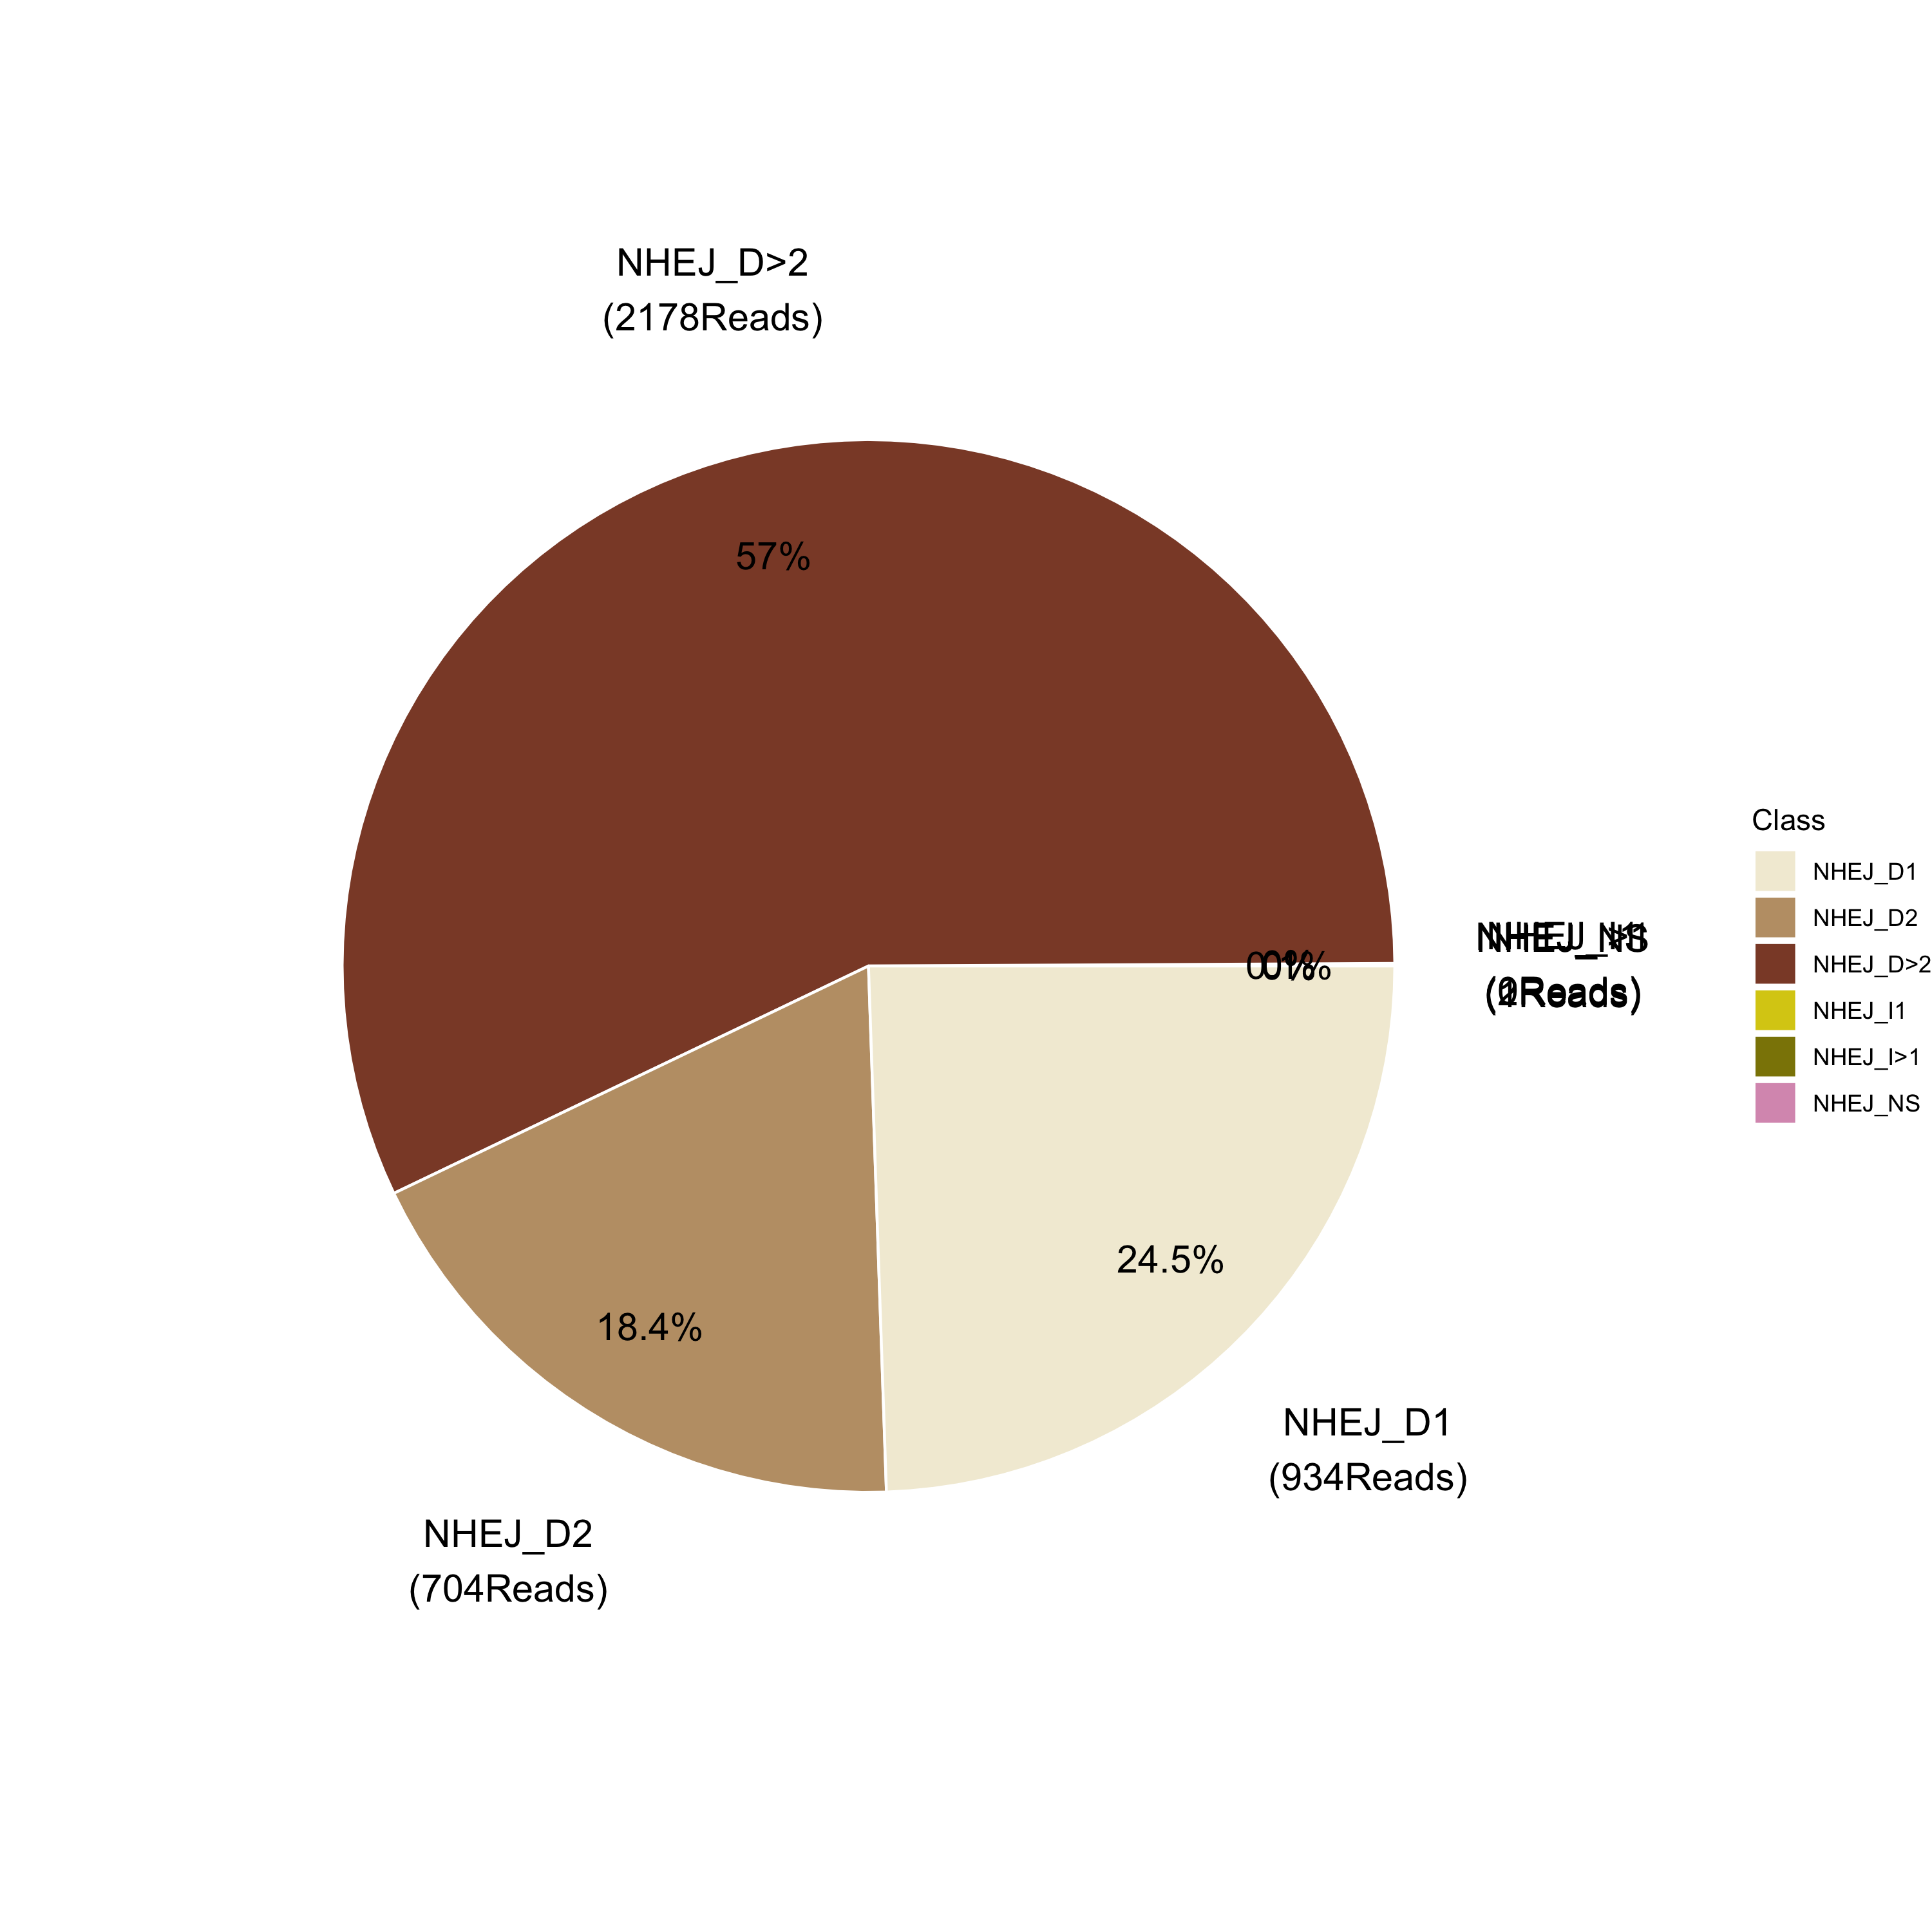 NHEJ_D>2
(2178Reads)
57%
24.5%
18.4%
NHEJ_D1
(934Reads)
NHEJ_D2
(704Reads)
Class
NHEJ_D1
NHEJ_D2
NHEJ_D>2
NHEJ_I1
NHEJ_I>1
NHEJ_NS